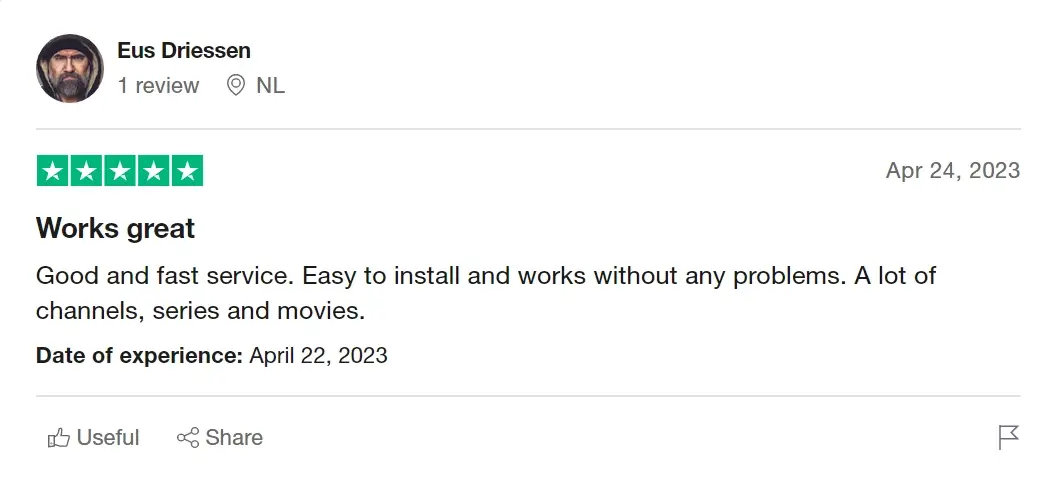 Eus Driessen
1 review NL
Apr 24, 2023
Works great
Good and fast service. Easy to install and works without any problems. A lot of
channels, series and movies.
Date of experience: April 22, 2023
Useful Share